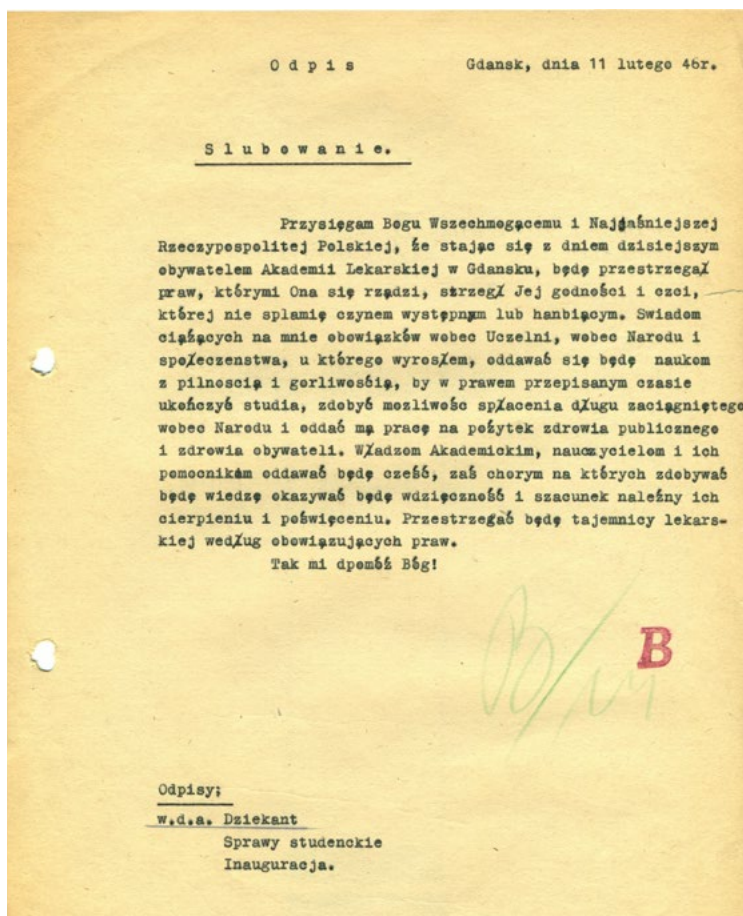 O d p i s Gdansk, dnia 11 lutego 46r.
S l u b o w a n i e.
Przysięgam Bogu Wszechmogącemu i Najjaśniejszej
Rzeczypospolitej Polskiej, że stając się z dniem dzisiejszym
obywatelem Akademii Lekarskiej w Gdansku, będę przestrzegał
praw, którymi Ona się rządzi, strzegł Jej godności i czci,
której nie splamię czynem występnym lub hanbiącym. Swiadom
ciążących na mnie obowiązków wobec Uczelni, wobec Narodu i
społeczenstwa, u którego wyrosłem, oddawać się będę naukom
z pilnoscią i gorliwośćią, by w prawem przepisanym czasie
ukończyć studia, zdobyć mozliwośc spłacenia długu zaciągniętego
wobec Narodu i oddać mą pracę na pożytek zdrowia publicznego
i zdrowia obywateli. Władzom Akademickim, nauczycielom i ich
pomocnikom oddawać będę cześć, zaś chorym na których zdobywać
będę wiedzę okazywać będę wdzięczność i szacunek należny ich
cierpieniu i poświęceniu. Przestrzegać będę tajemnicy lekars-
kiej według obowiązujących praw.
Tak mi dpomóż Bóg!
B
Odpisy;
w.d.a. Dziekant
Sprawy studenckie
Inauguracja.